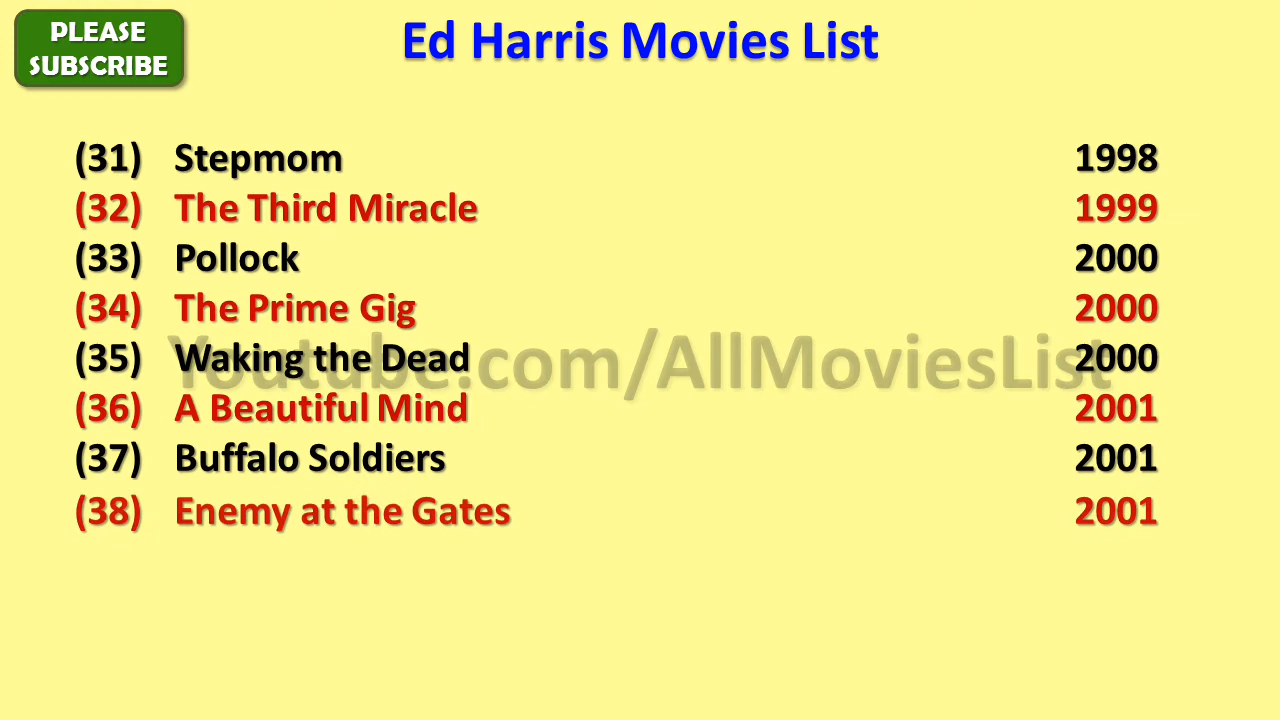 PLEASE
SUBSCRIBE
Ed Harris Movies List
(31) Stepmom 1998
(32) The Third Miracle 1999
(33) Pollock 2000
(34) The Prime Gig 2000
Youtube.com/AllMoviesList
(35) Waking the Dead 2000
(36) A Beautiful Mind 2001
(37) Buffalo Soldiers 2001
(38) Enemy at the Gates 2001